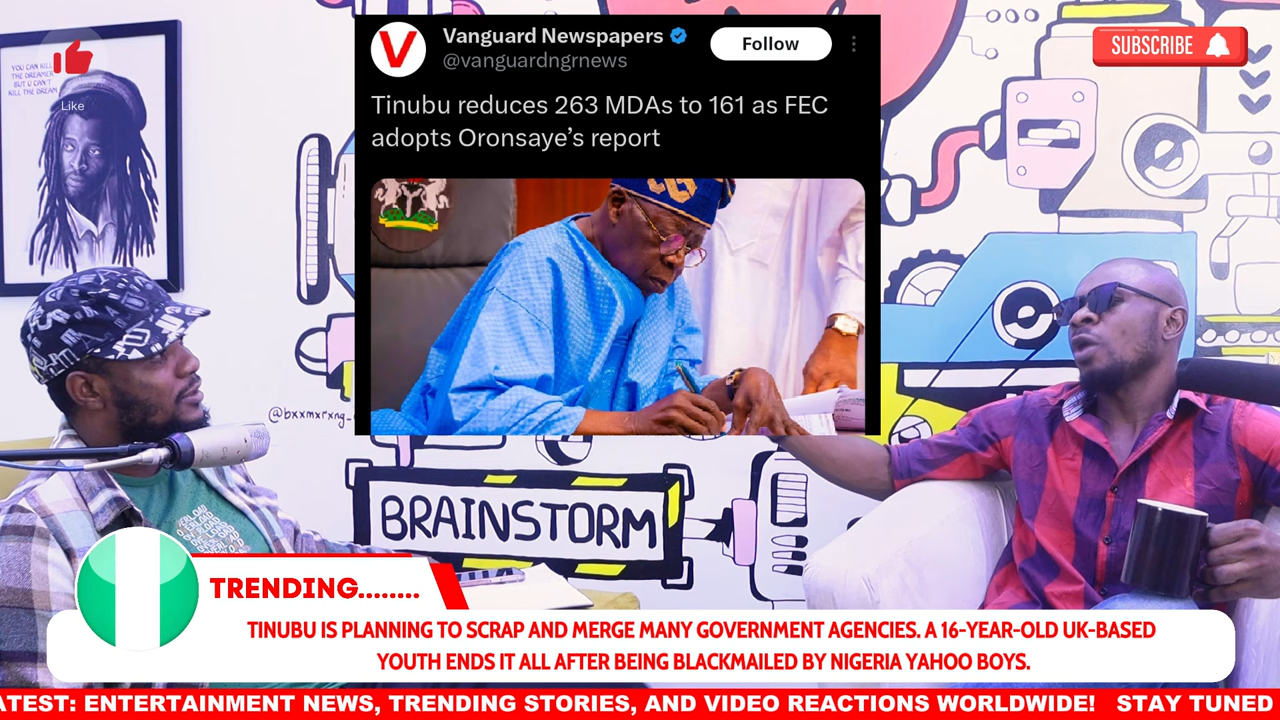 YOU CAN KILL
THE DREAMER
BUT U CAN'T
KILL THE DREAM
Like
Vanguard Newspapers
@vanguardngrnews
Follow
Tinubu reduces 263 MDAs to 161 as FEC
adopts Oronsaye’s report
SUBSCRIBE
@bxxmxrxng-
BRAINSTORM
TRENDING........
TINUBU IS PLANNING TO SCRAP AND MERGE MANY GOVERNMENT AGENCIES. A 16-YEAR-OLD UK-BASED
YOUTH ENDS IT ALL AFTER BEING BLACKMAILED BY NIGERIA YAHOO BOYS.
ATEST: ENTERTAINMENT NEWS, TRENDING STORIES, AND VIDEO REACTIONS WORLDWIDE! STAY TUNED